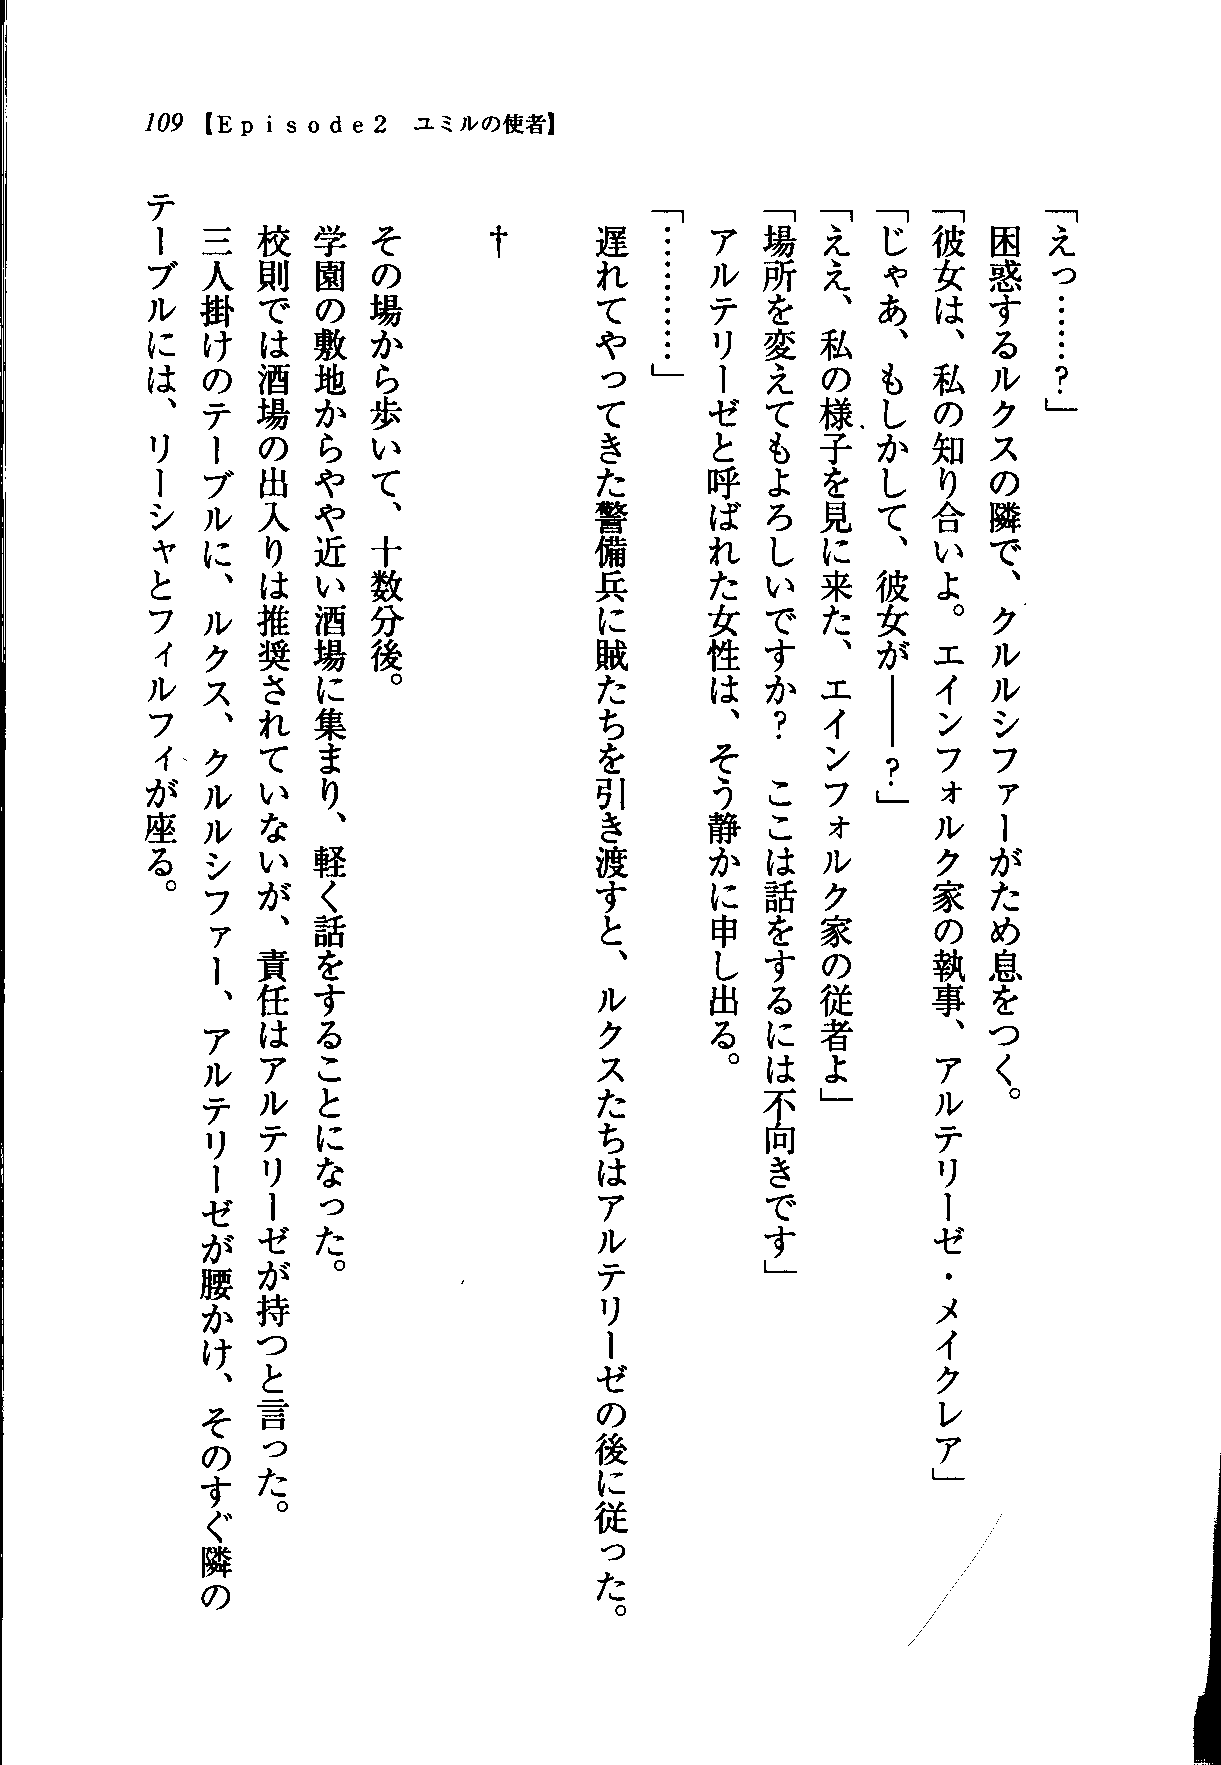 109【Episode2　ユミルの使者】
「えっ……？」
　困惑するルクスの隣で、クルルシファーがため息をつく。
「彼女は、私の知り合いよ。エインフォルク家の執事、アルテリーゼ・メイクレア」
「じゃあ、もしかして、彼女が――？」
「ええ、私の様子を見に来た、エインフォルク家の従者よ」
「場所を変えてもよろしいですか？　ここは話をするには不向きです」
　アルテリーゼと呼ばれた女性は、そう静かに申し出る。
「…………」
　遅れてやってきた警備兵に賊たちを引き渡すと、ルクスたちはアルテリーゼの後に従った。
†
　その場から歩いて、十数分後。
　学園の敷地からやや近い酒場に集まり、軽く話をすることになった。
　校則では酒場の出入りは推奨されていないが、責任はアルテリーゼが持つと言った。
　三人掛けのテーブルに、ルクス、クルルシファー、アルテリーゼが腰かけ、そのすぐ隣の
テーブルには、リーシャとフィルフィが座る。